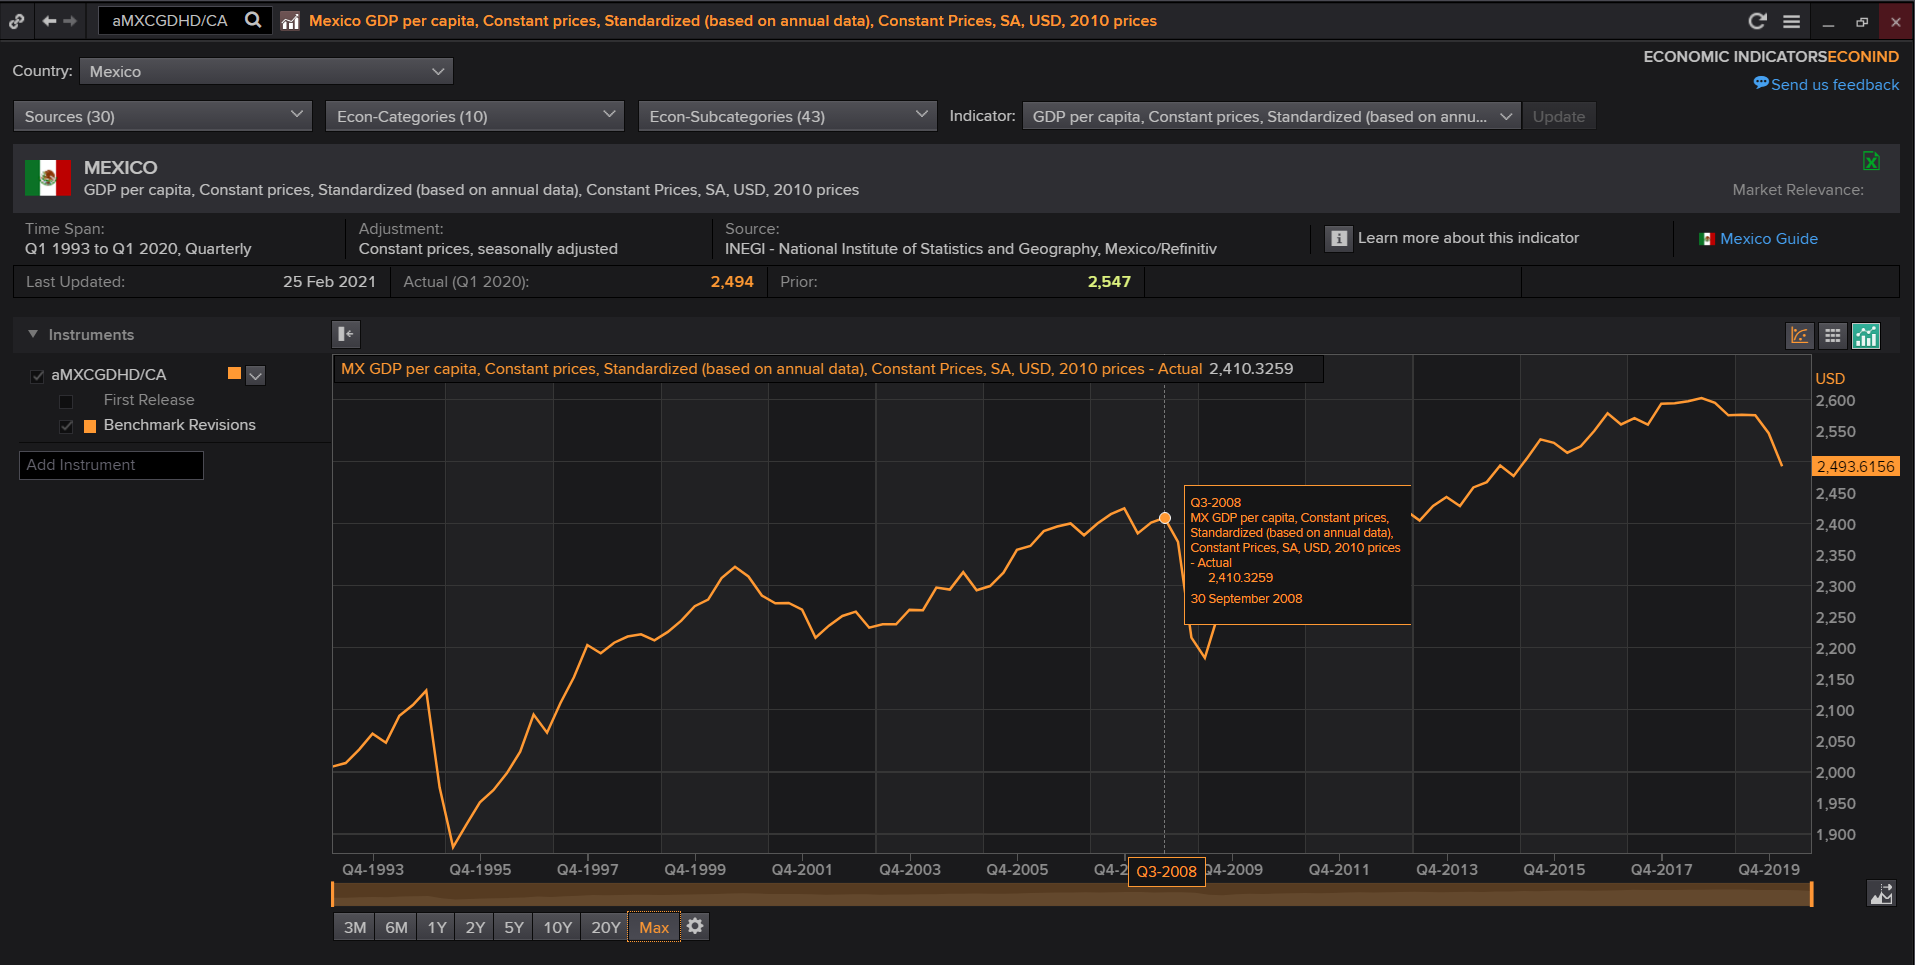 aMXCGDHD/CA
Mexico GDP per capita, Constant prices, Standardized (based on annual data), Constant Prices, SA, USD, 2010 prices
ECONOMIC INDICATORSECONIND
Country: Mexico
Send us feedback
Sources (30) Econ-Categories (10) Econ-Subcategories (43) Indicator: GDP per capita, Constant prices, Standardized (based on annu... Update
MEXICO
GDP per capita, Constant prices, Standardized (based on annual data), Constant Prices, SA, USD, 2010 prices
Market Relevance:
Time Span: Adjustment: Source:
Q1 1993 to Q1 2020, Quarterly Constant prices, seasonally adjusted INEGI - National Institute of Statistics and Geography, Mexico/Refinitiv
Learn more about this indicator Mexico Guide
Last Updated: 25 Feb 2021 Actual (Q1 2020): 2,494 Prior: 2,547
Instruments
aMXCGDHD/CA
First Release
Benchmark Revisions
Add Instrument
MX GDP per capita, Constant prices, Standardized (based on annual data), Constant Prices, SA, USD, 2010 prices - Actual 2,410.3259
USD
2,600
2,550
2,493.6156
2,450
2,400
2,350
2,300
2,250
2,200
2,150
2,100
2,050
2,000
1,950
1,900
Q3-2008
MX GDP per capita, Constant prices,
Standardized (based on annual data),
Constant Prices, SA, USD, 2010 prices
- Actual
2,410.3259
30 September 2008
Q4-1993 Q4-1995 Q4-1997 Q4-1999 Q4-2001 Q4-2003 Q4-2005 Q4-2 Q3-2008 Q4-2009 Q4-2011 Q4-2013 Q4-2015 Q4-2017 Q4-2019
3M 6M 1Y 2Y 5Y 10Y 20Y Max